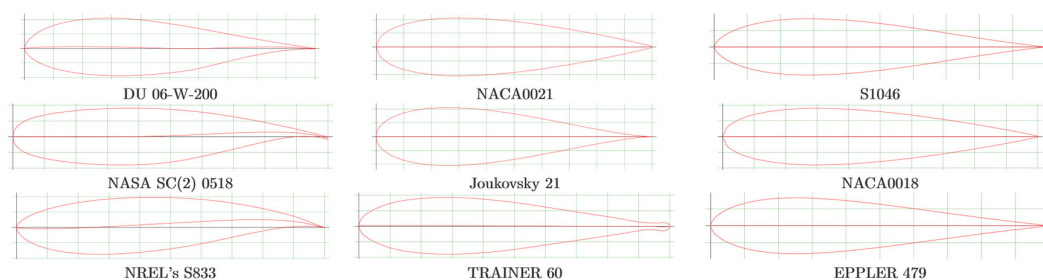 DU 06-W-200
NACA0021
S1046
NASA SC(2) 0518
Joukovsky 21
NACA0018
NREL's S833
TRAINER 60
EPPLER 479